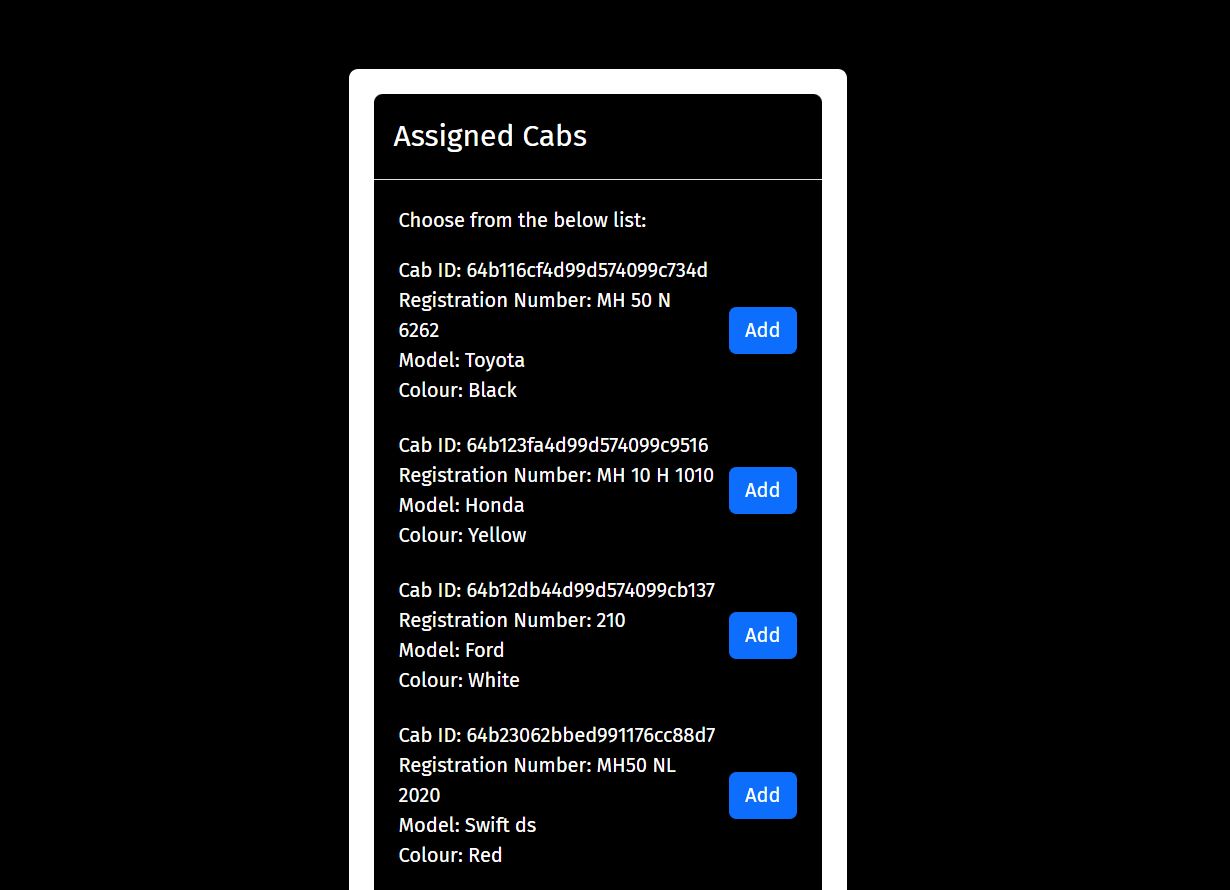 Assigned Cabs
Choose from the below list:
Cab ID: 64b116cf4d99d574099c734d
Registration Number: MH 50 N
6262
Add
Model: Toyota
Colour: Black
Cab ID: 64b123fa4d99d574099c9516
Registration Number: MH 10 H 1010
Add
Model: Honda
Colour: Yellow
Cab ID: 64b12db44d99d574099cb137
Registration Number: 210
Add
Model: Ford
Colour: White
Cab ID: 64b23062bbed991176cc88d7
Registration Number: MH50 NL
2020
Add
Model: Swift ds
Colour: Red